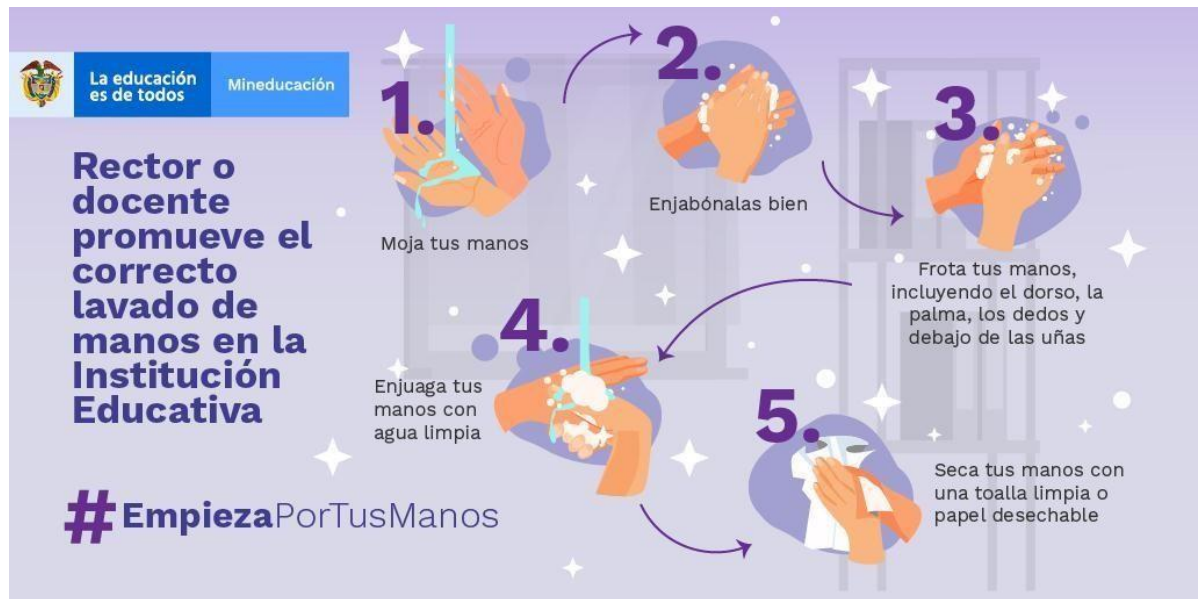 La educación
es de todos
Mineducación
Rector o
docente
promueve el
correcto
lavado de
manos en la
Institución
Educativa
#EmpiezaPorTusManos
1.
Moja tus manos
2.
Enjabónalas bien
3.
Frota tus manos,
incluyendo el dorso, la
palma, los dedos y
debajo de las uñas
4.
Enjuaga tus
manos con
agua limpia
5.
Seca tus manos con
una toalla limpia o
papel desechable